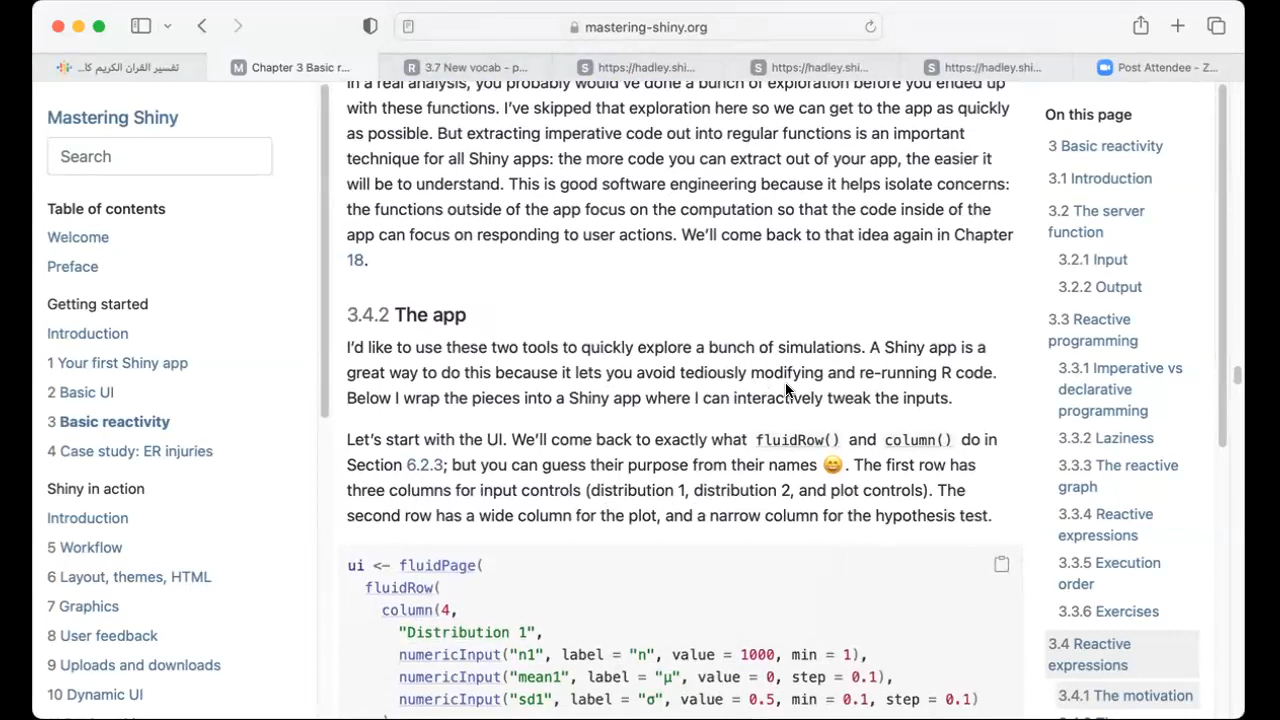 mastering-shiny.org
تفسير القران الكريم كا...
Chapter 3 Basic r...
3.7 New vocab - p...
https://hadley.shi...
https://hadley.shi...
https://hadley.shi...
Post Attendee - Z...
Mastering Shiny
Search
Table of contents
Welcome
Preface
Getting started
Introduction
1 Your first Shiny app
2 Basic UI
3 Basic reactivity
4 Case study: ER injuries
Shiny in action
Introduction
5 Workflow
6 Layout, themes, HTML
7 Graphics
8 User feedback
9 Uploads and downloads
10 Dynamic UI
In a real analysis, you probably would've done a bunch of exploration before you ended up
with these functions. I've skipped that exploration here so we can get to the app as quickly
as possible. But extracting imperative code out into regular functions is an important
technique for all Shiny apps: the more code you can extract out of your app, the easier it
will be to understand. This is good software engineering because it helps isolate concerns:
the functions outside of the app focus on the computation so that the code inside of the
app can focus on responding to user actions. We'll come back to that idea again in Chapter
18.
3.4.2 The app
I'd like to use these two tools to quickly explore a bunch of simulations. A Shiny app is a
great way to do this because it lets you avoid tediously modifying and re-running R code.
Below I wrap the pieces into a Shiny app where I can interactively tweak the inputs.
Let's start with the UI. We'll come back to exactly what fluidRow() and column() do in
Section 6.2.3; but you can guess their purpose from their names 😄. The first row has
three columns for input controls (distribution 1, distribution 2, and plot controls). The
second row has a wide column for the plot, and a narrow column for the hypothesis test.
ui <- fluidPage(
fluidRow(
column(4,
"Distribution 1",
numericInput("n1", label = "n", value = 1000, min = 1),
numericInput("mean1", label = "µ", value = 0, step = 0.1),
numericInput("sd1", label = "σ", value = 0.5, min = 0.1, step = 0.1)
On this page
3 Basic reactivity
3.1 Introduction
3.2 The server
function
3.2.1 Input
3.2.2 Output
3.3 Reactive
programming
3.3.1 Imperative vs
declarative
programming
3.3.2 Laziness
3.3.3 The reactive
graph
3.3.4 Reactive
expressions
3.3.5 Execution
order
3.3.6 Exercises
3.4 Reactive
expressions
3.4.1 The motivation